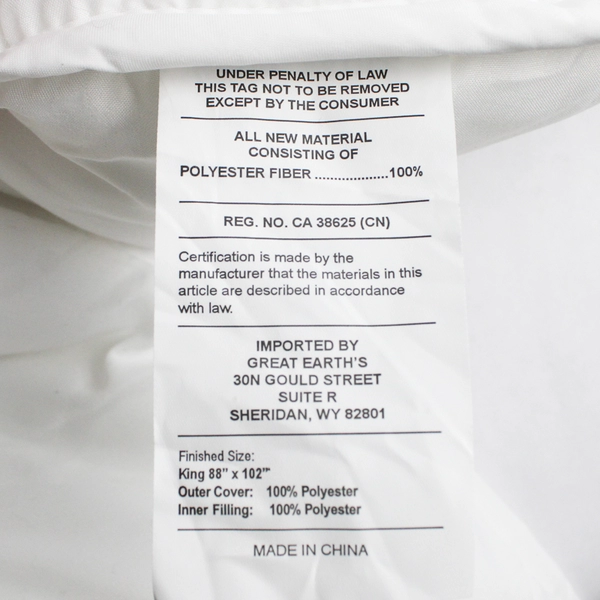 UNDER PENALTY OF LAW
THIS TAG NOT TO BE REMOVED
EXCEPT BY THE CONSUMER
ALL NEW MATERIAL
CONSISTING OF
POLYESTER FIBER ..................100%
REG. NO. CA 38625 (CN)
Certification is made by the
manufacturer that the materials in this
article are described in accordance
with law.
IMPORTED BY
GREAT EARTH'S
30N GOULD STREET
SUITE R
SHERIDAN, WY 82801
Finished Size:
King 88" x 102"
Outer Cover: 100% Polyester
Inner Filling: 100% Polyester
MADE IN CHINA